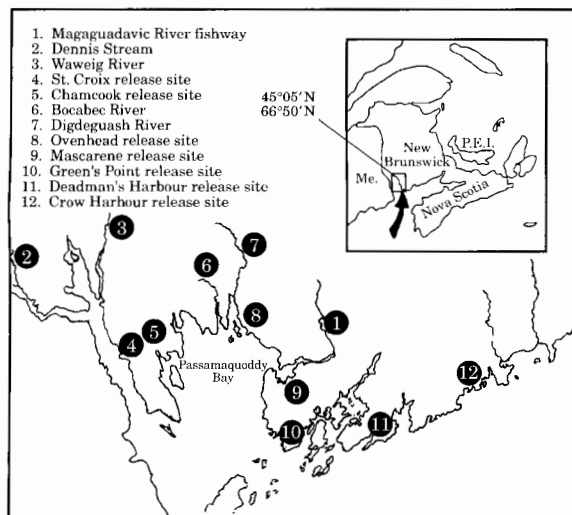 1. Magaguadavic River fishway
2. Dennis Stream
3. Waweig River
4. St. Croix release site
5. Chamcook release site
6. Bocabec River
7. Digdeguash River
8. Ovenhead release site
9. Mascarene release site
10. Green's Point release site
11. Deadman's Harbour release site
12. Crow Harbour release site
45°05'N
66°50'N
New
Brunswick
P.E.I.
Me.
Nova Scotia
3
2
6
7
5
4
8
1
Passamaquoddy
Bay
9
12
10
11